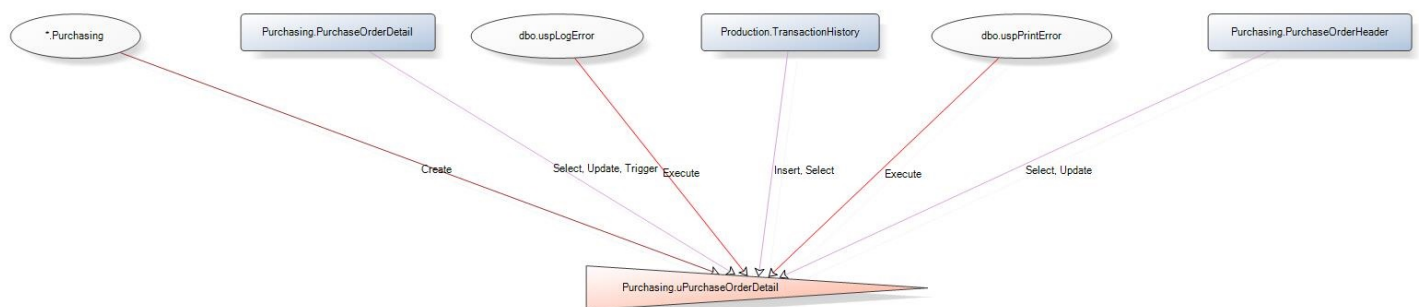 *.Purchasing
Purchasing.PurchaseOrderDetail
dbo.uspLogError
Production.TransactionHistory
dbo.uspPrintError
Purchasing.PurchaseOrderHeader
Create
Select, Update, Trigger
Execute
Insert, Select
Execute
Select, Update
Purchasing.uPurchaseOrderDetail